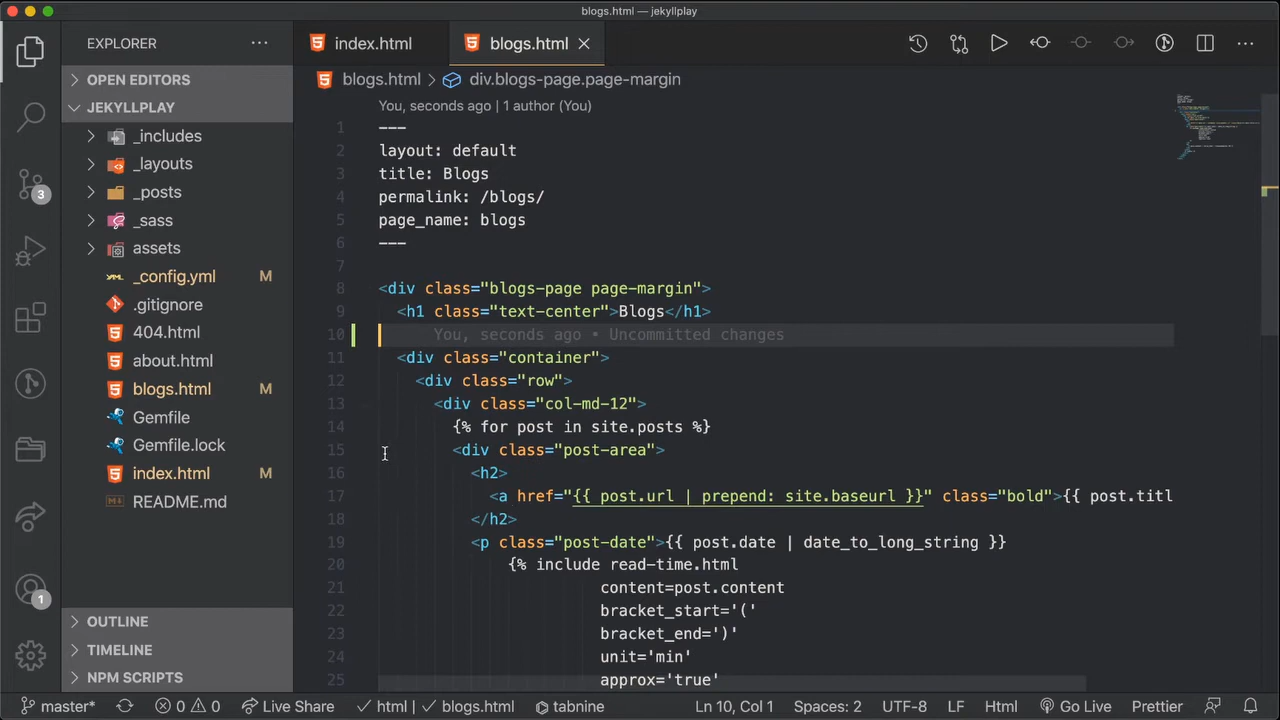 blogs.html — jekyllplay
EXPLORER
index.html
blogs.html
OPEN EDITORS
blogs.html
div.blogs-page.page-margin
JEKYLLPLAY
You, seconds ago | 1 author (You)
_includes
_layouts
_posts
_sass
assets
_config.yml M
.gitignore
404.html
about.html
blogs.html M
Gemfile
Gemfile.lock
index.html M
README.md
OUTLINE
TIMELINE
NPM SCRIPTS
3
1
1 ---
2 layout: default
3 title: Blogs
4 permalink: /blogs/
5 page_name: blogs
6 ---
7
8 <div class="blogs-page page-margin">
9 <h1 class="text-center">Blogs</h1>
10 You, seconds ago • Uncommitted changes
11 <div class="container">
12 <div class="row">
13 <div class="col-md-12">
14 {% for post in site.posts %}
15 <div class="post-area">
16 <h2>
17 <a href="{{ post.url | prepend: site.baseurl }}" class="bold">{{ post.titl
18 </h2>
19 <p class="post-date">{{ post.date | date_to_long_string }}
20 {% include read-time.html
21 content=post.content
22 bracket_start='('
23 bracket_end=')'
24 unit='min'
25 approx='true'
master* 0 0 Live Share html | blogs.html tabnine Ln 10, Col 1 Spaces: 2 UTF-8 LF Html Go Live Prettier